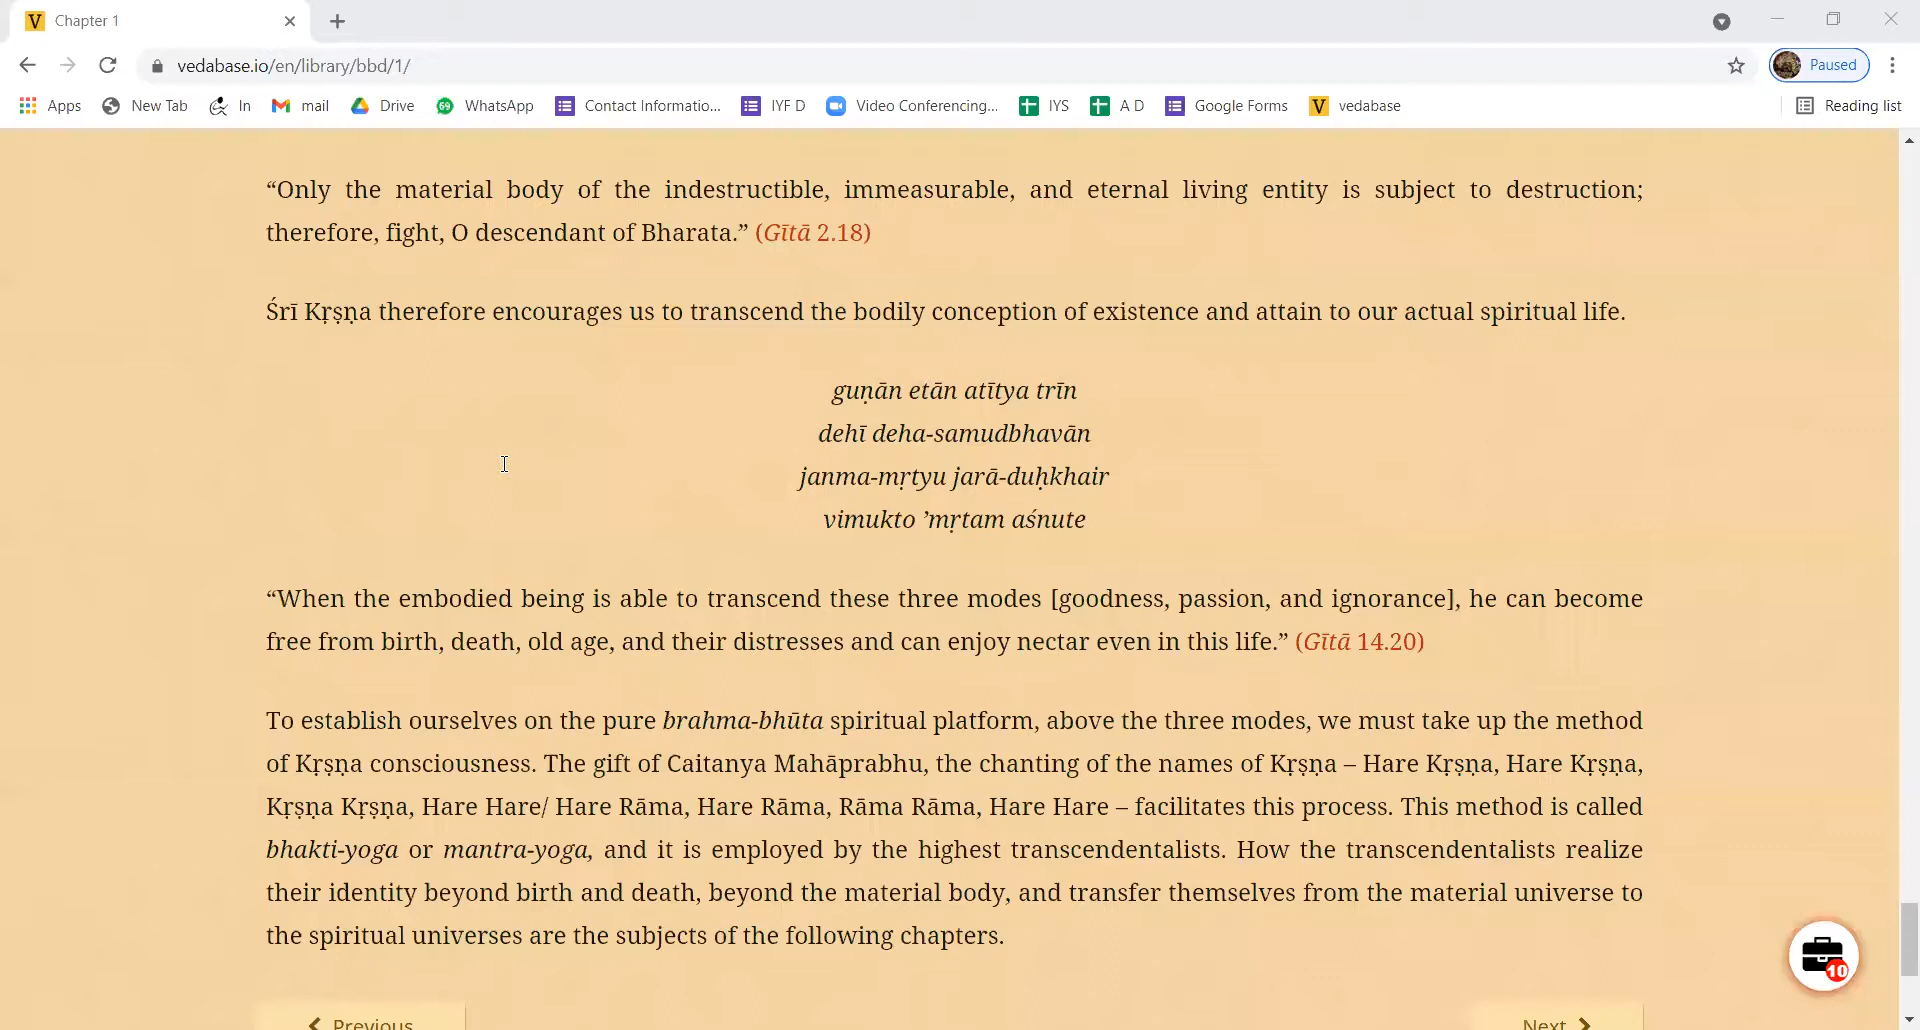 Chapter 1
vedabase.io/en/library/bbd/1/
Paused
Apps
New Tab
In
mail
Drive
69
WhatsApp
Contact Informatio...
IYF D
Video Conferencing...
IYS
A D
Google Forms
vedabase
Reading list
“Only the material body of the indestructible, immeasurable, and eternal living entity is subject to destruction;
therefore, fight, O descendant of Bharata.” (Gītā 2.18)
Śrī Kṛṣṇa therefore encourages us to transcend the bodily conception of existence and attain to our actual spiritual life.
guṇān etān atītya trīn
dehī deha-samudbhavān
janma-mṛtyu jarā-duḥkhair
vimukto ’mṛtam aśnute
“When the embodied being is able to transcend these three modes [goodness, passion, and ignorance], he can become
free from birth, death, old age, and their distresses and can enjoy nectar even in this life.” (Gītā 14.20)
To establish ourselves on the pure brahma-bhūta spiritual platform, above the three modes, we must take up the method
of Kṛṣṇa consciousness. The gift of Caitanya Mahāprabhu, the chanting of the names of Kṛṣṇa – Hare Kṛṣṇa, Hare Kṛṣṇa,
Kṛṣṇa Kṛṣṇa, Hare Hare/ Hare Rāma, Hare Rāma, Rāma Rāma, Hare Hare – facilitates this process. This method is called
bhakti-yoga or mantra-yoga, and it is employed by the highest transcendentalists. How the transcendentalists realize
their identity beyond birth and death, beyond the material body, and transfer themselves from the material universe to
the spiritual universes are the subjects of the following chapters.
10
Previous
Next